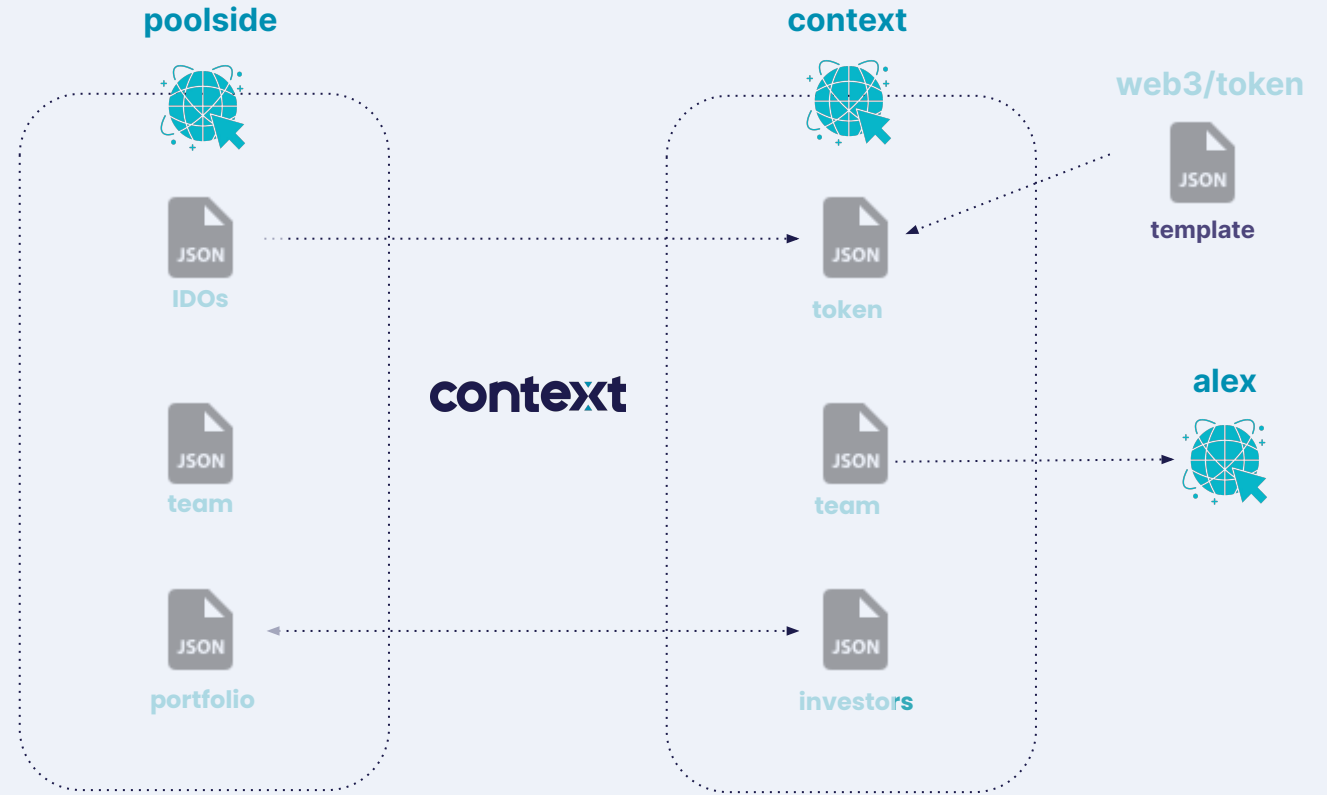 poolside
context
web3/token
JSON
template
JSON
IDOs
JSON
token
context
alex
JSON
team
JSON
team
JSON
portfolio
JSON
investors